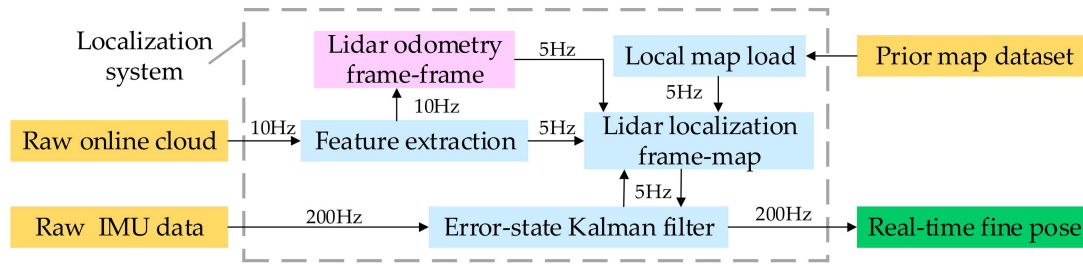 Localization
system
Lidar odometry
frame-frame
5Hz
Local map load
Prior map dataset
10Hz
5Hz
Raw online cloud
10Hz
Feature extraction
5Hz
Lidar localization
frame-map
5Hz
Raw IMU data
200Hz
Error-state Kalman filter
200Hz
Real-time fine pose